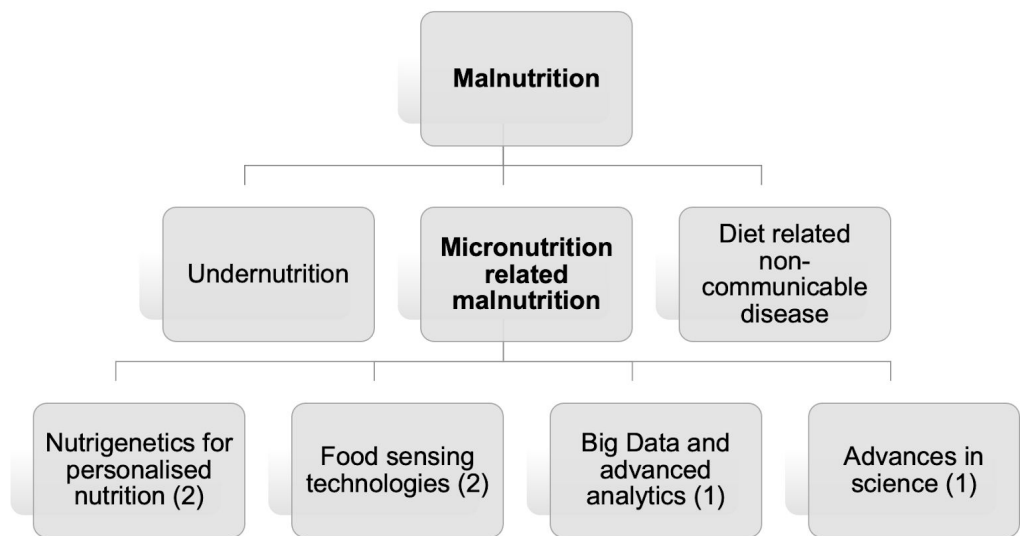 Malnutrition
Undernutrition
Micronutrition
related
malnutrition
Diet related
non-
communicable
disease
Nutrigenetics for
personalised
nutrition (2)
Food sensing
technologies (2)
Big Data and
advanced
analytics (1)
Advances in
science (1)